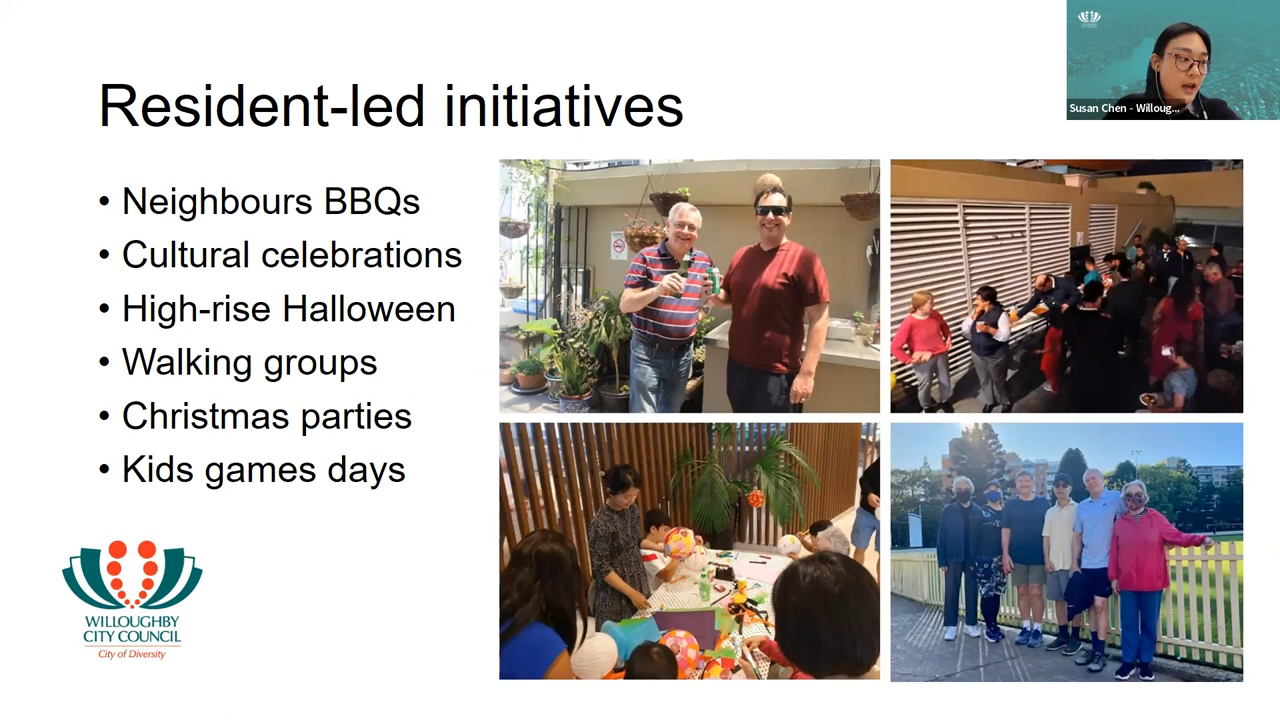 Resident-led initiatives
• Neighbours BBQs
• Cultural celebrations
• High-rise Halloween
• Walking groups
• Christmas parties
• Kids games days
WILLOUGHBY
CITY COUNCIL
City of Diversity
Susan Chen - Willoug...